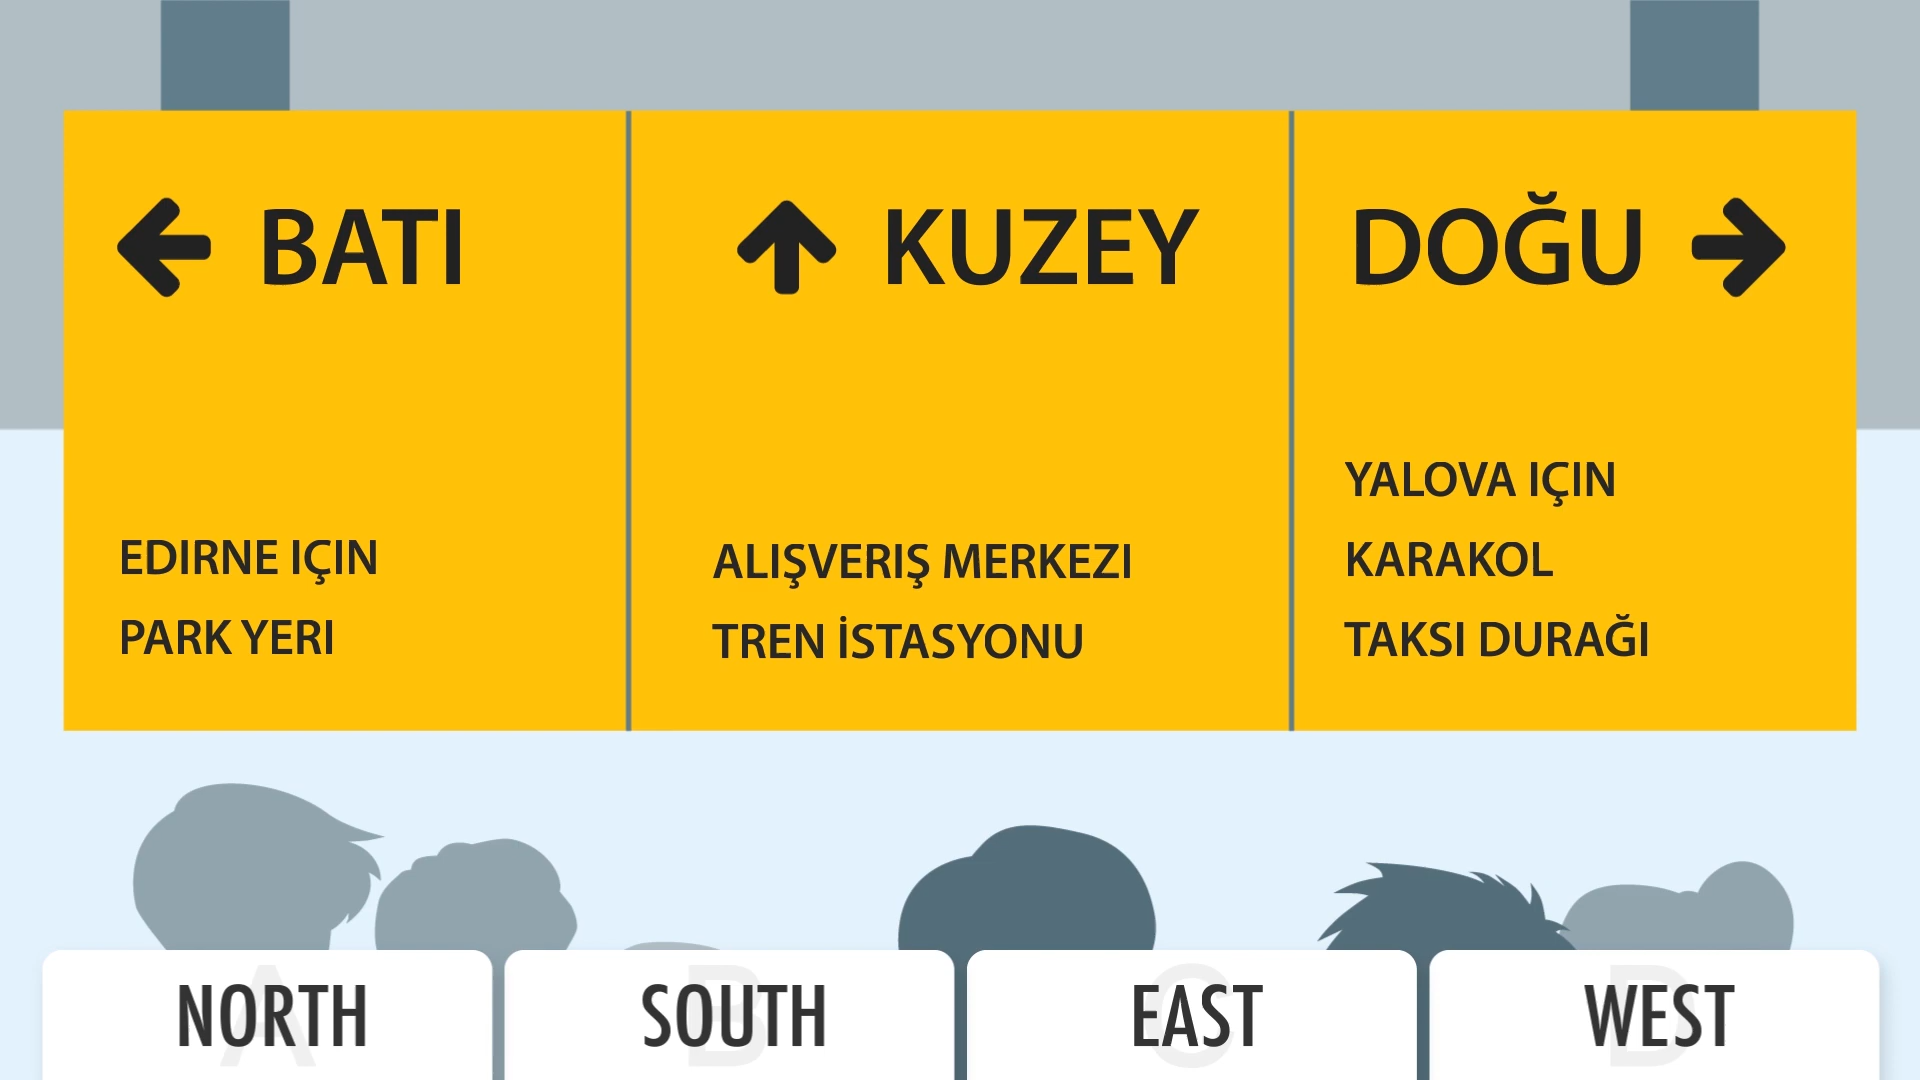 BATI
KUZEY
DOĞU
EDIRNE IÇIN
PARK YERI
ALIŞVERIŞ MERKEZI
TREN İSTASYONU
YALOVA IÇIN
KARAKOL
TAKSI DURAĞI
A
NORTH
B
SOUTH
C
EAST
D
WEST